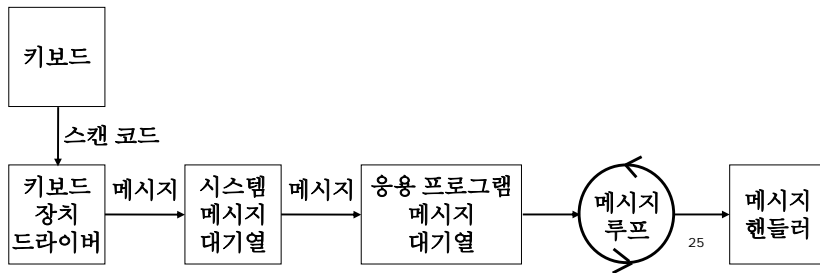 키보드
스캔 코드
키보드
장치
드라이버
메시지
시스템
메시지
대기열
메시지
응용 프로그램
메시지
대기열
메시지
루프
25
메시지
핸들러